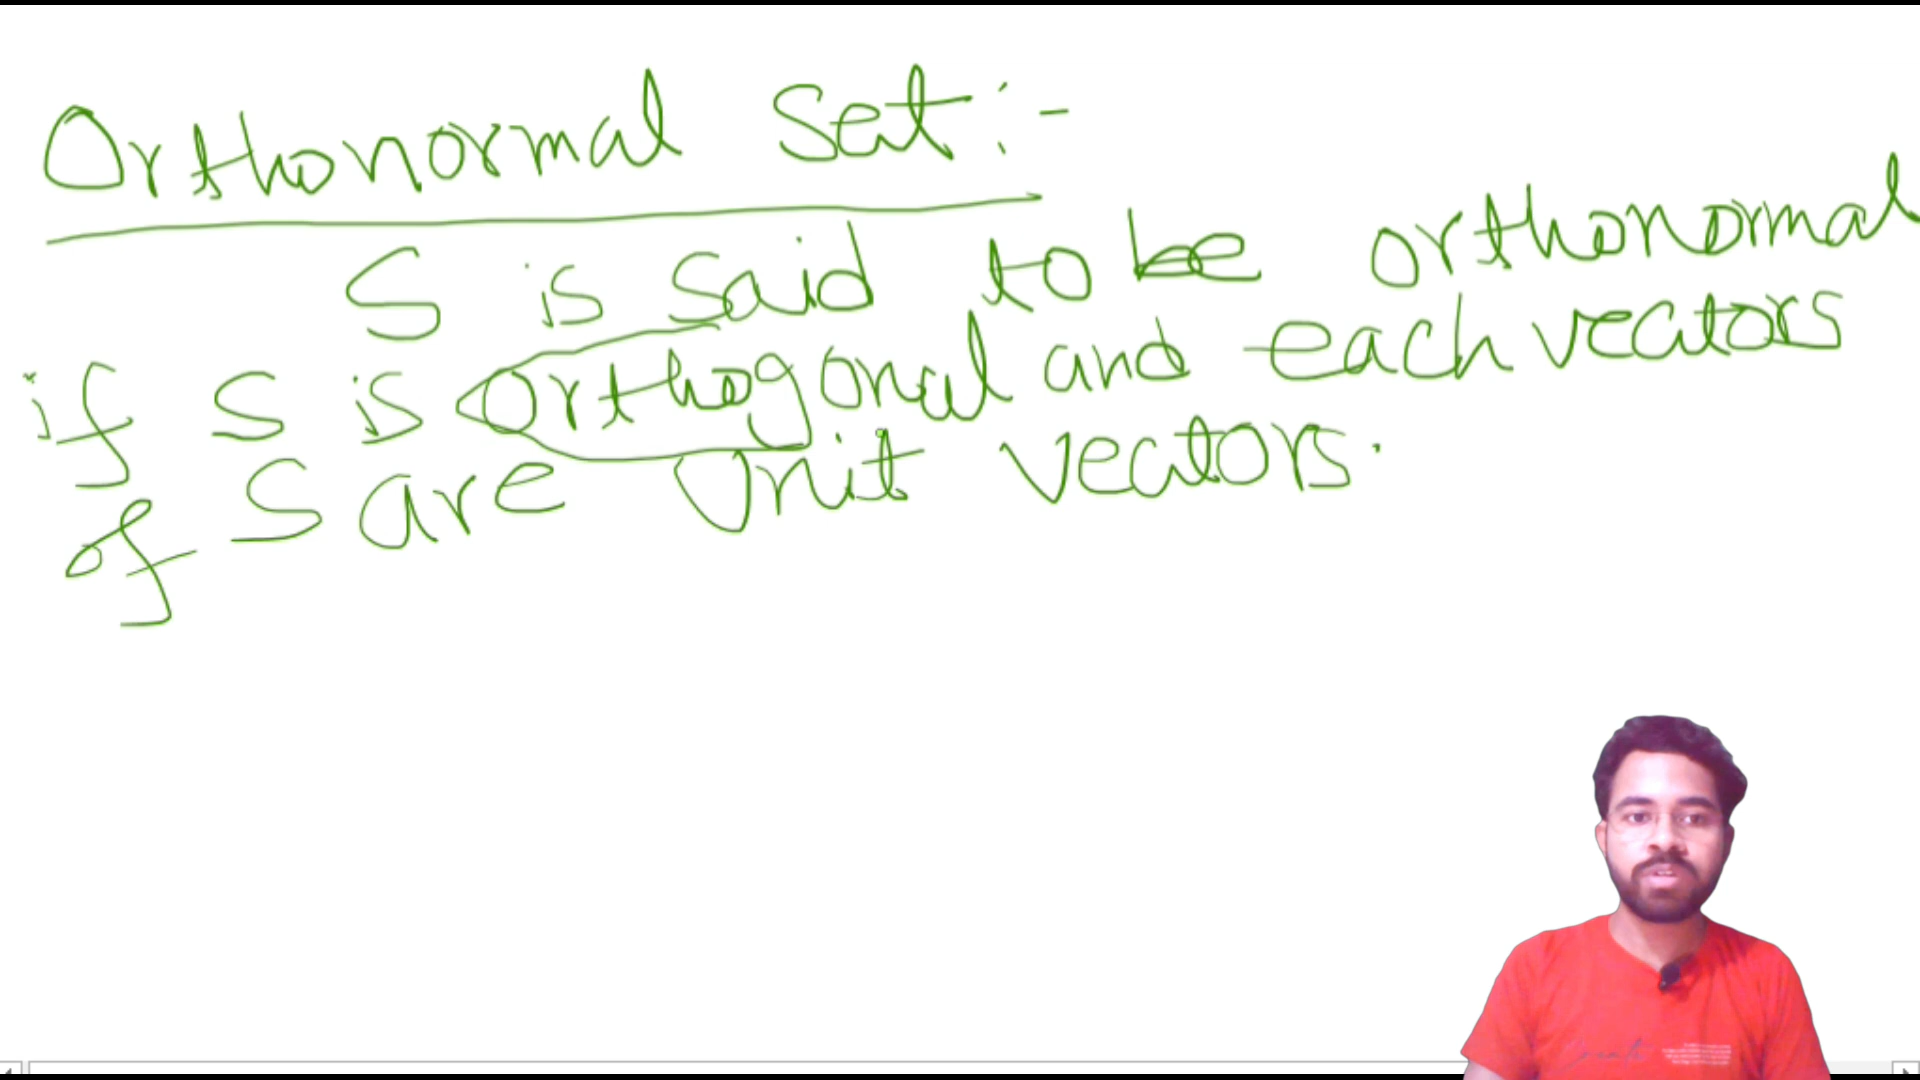 Orthonormal Set :-
S is said to be orthonormal
if S is orthogonal and each vectors
of S are Unit vectors.